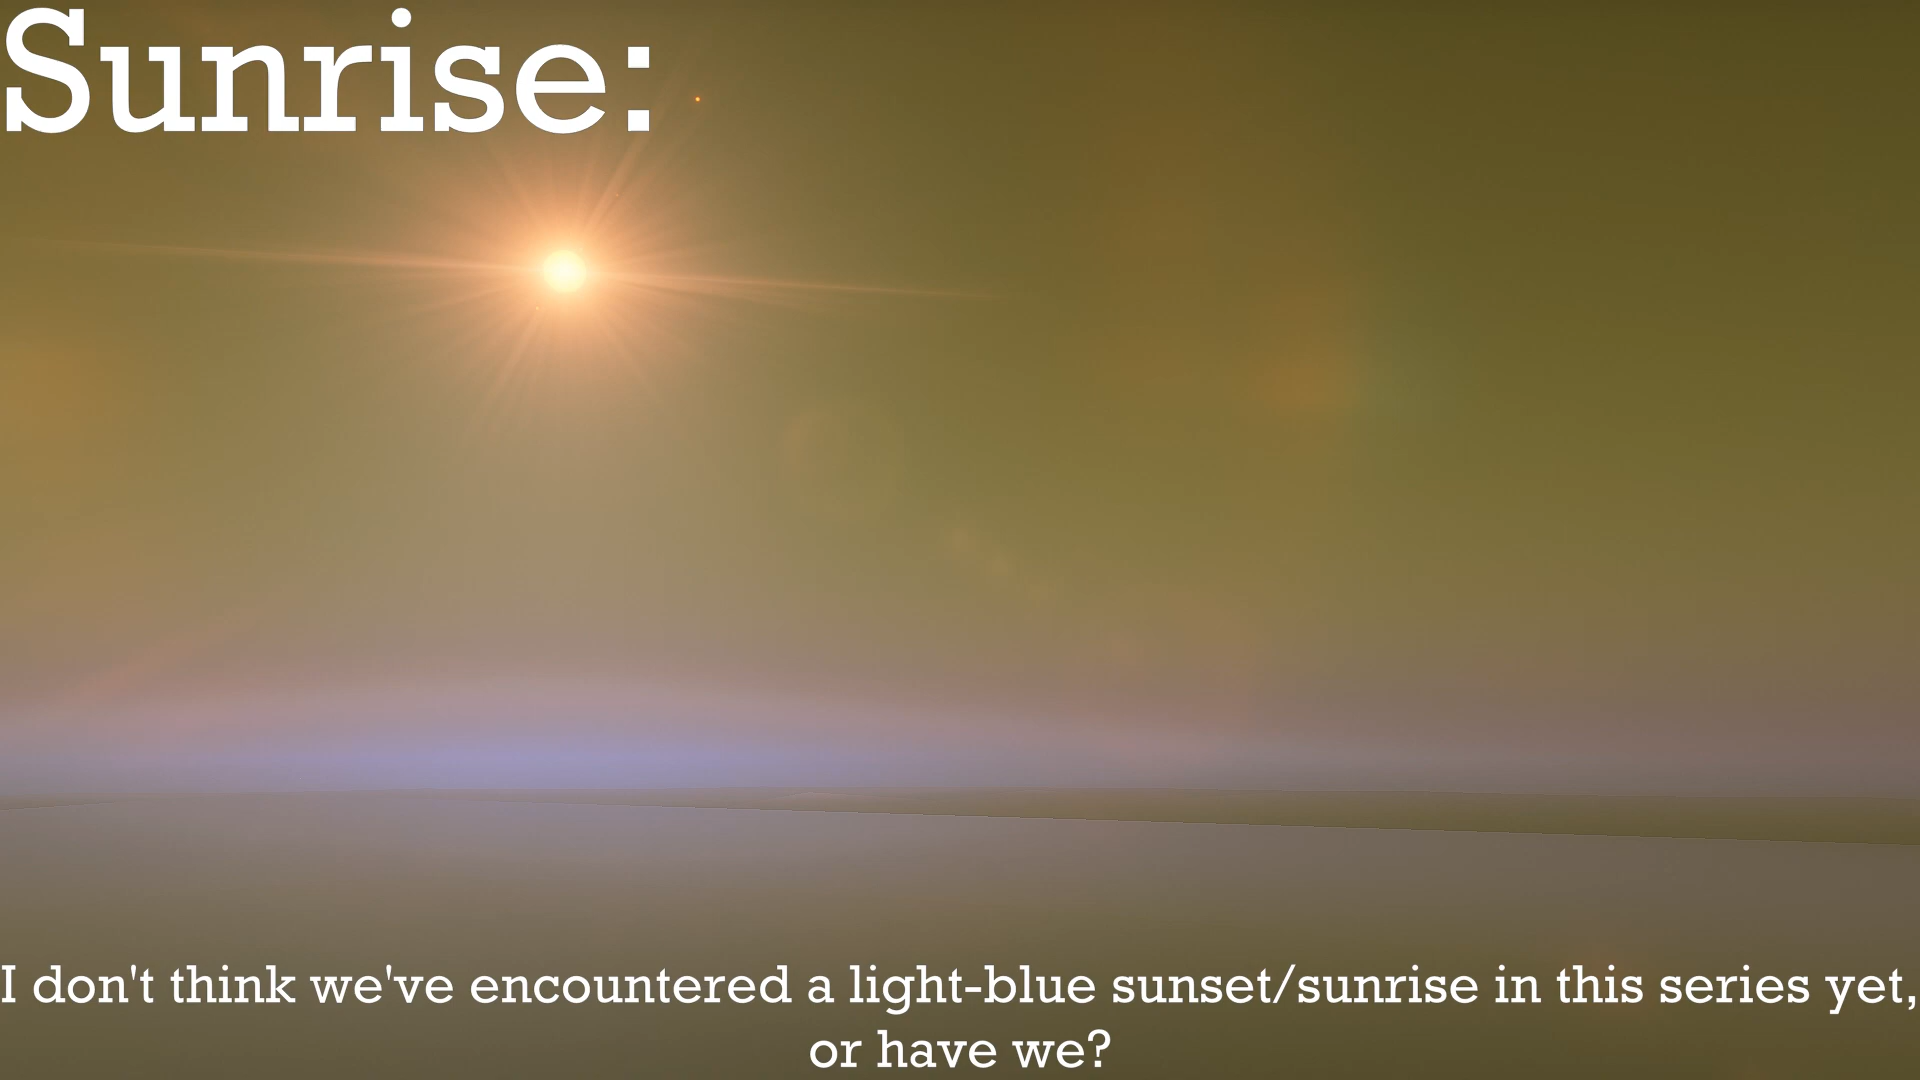 Sunrise:
I don't think we've encountered a light-blue sunset/sunrise in this series yet,
or have we?